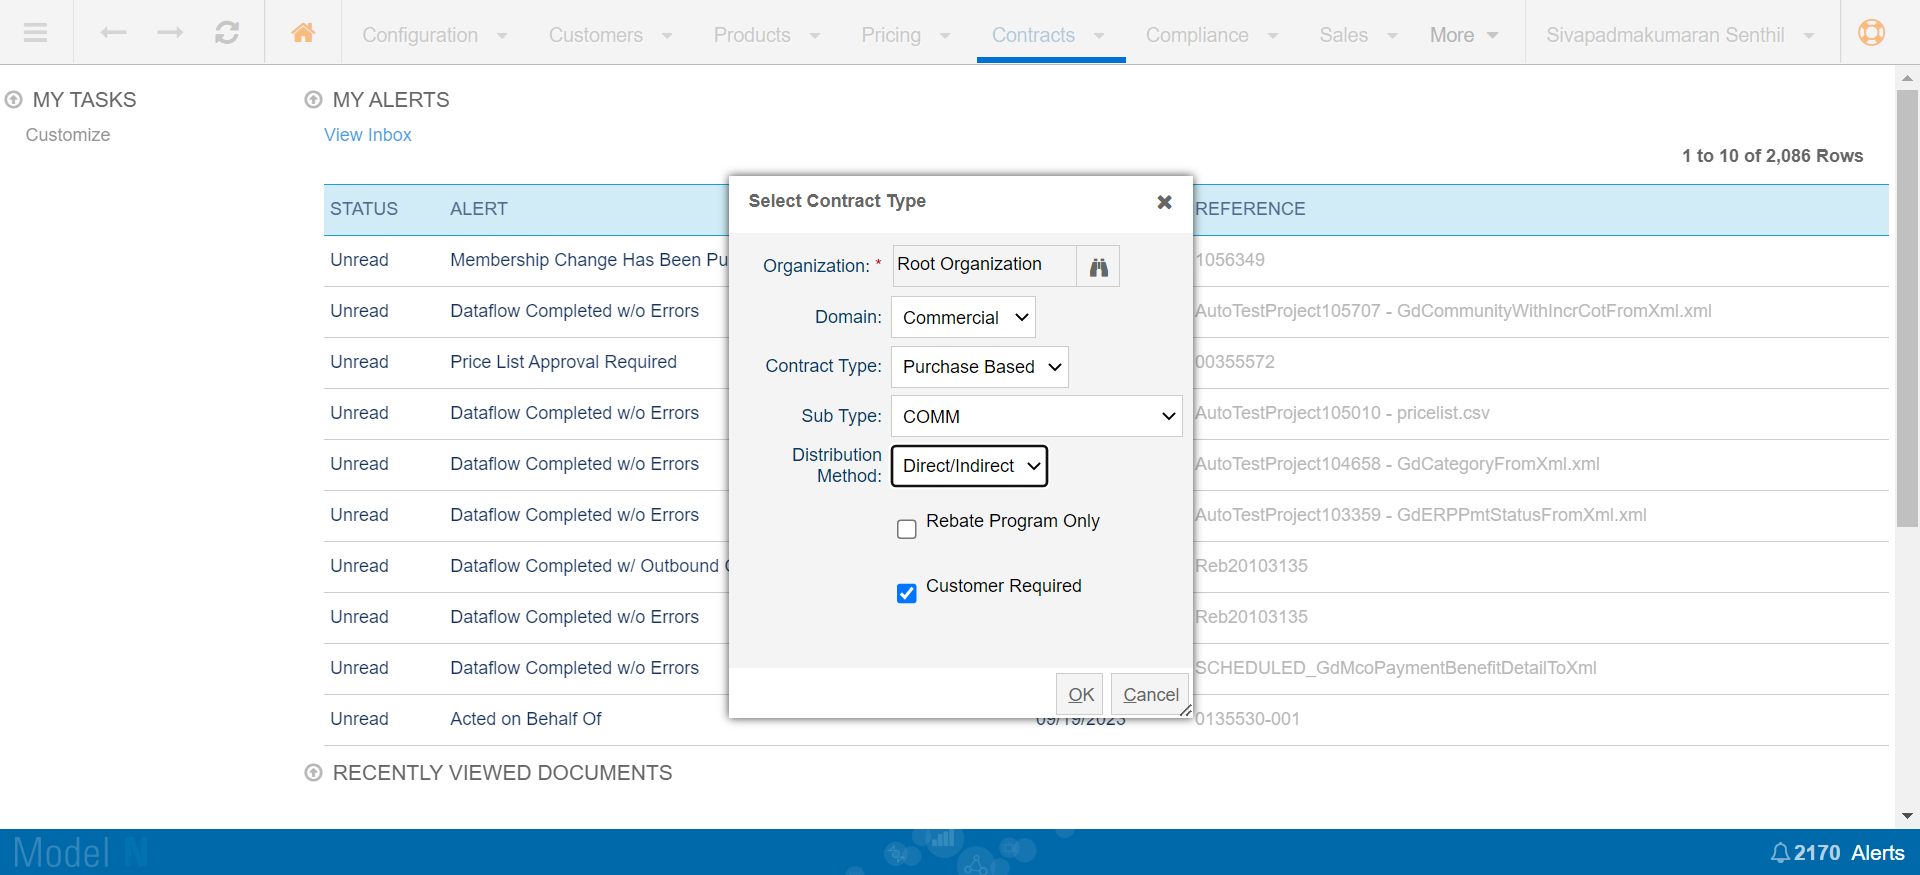 Configuration Customers Products Pricing Contracts Compliance Sales More Sivapadmakumaran Senthil
MY TASKS
Customize
MY ALERTS
View Inbox
1 to 10 of 2,086 Rows
STATUS ALERT REFERENCE
Unread Membership Change Has Been Pu 1056349
Unread Dataflow Completed w/o Errors AutoTestProject105707 - GdCommunityWithIncrCotFromXml.xml
Unread Price List Approval Required 00355572
Unread Dataflow Completed w/o Errors AutoTestProject105010 - pricelist.csv
Unread Dataflow Completed w/o Errors AutoTestProject104658 - GdCategoryFromXml.xml
Unread Dataflow Completed w/o Errors AutoTestProject103359 - GdERPPmtStatusFromXml.xml
Unread Dataflow Completed w/ Outbound Reb20103135
Unread Dataflow Completed w/o Errors Reb20103135
Unread Dataflow Completed w/o Errors SCHEDULED_GdMcoPaymentBenefitDetailToXml
Unread Acted on Behalf Of 09/19/2023 0135530-001
RECENTLY VIEWED DOCUMENTS
Select Contract Type
Organization: * Root Organization
Domain: Commercial
Contract Type: Purchase Based
Sub Type: COMM
Distribution
Method: Direct/Indirect
Rebate Program Only
Customer Required
OK Cancel
Model N
2170 Alerts